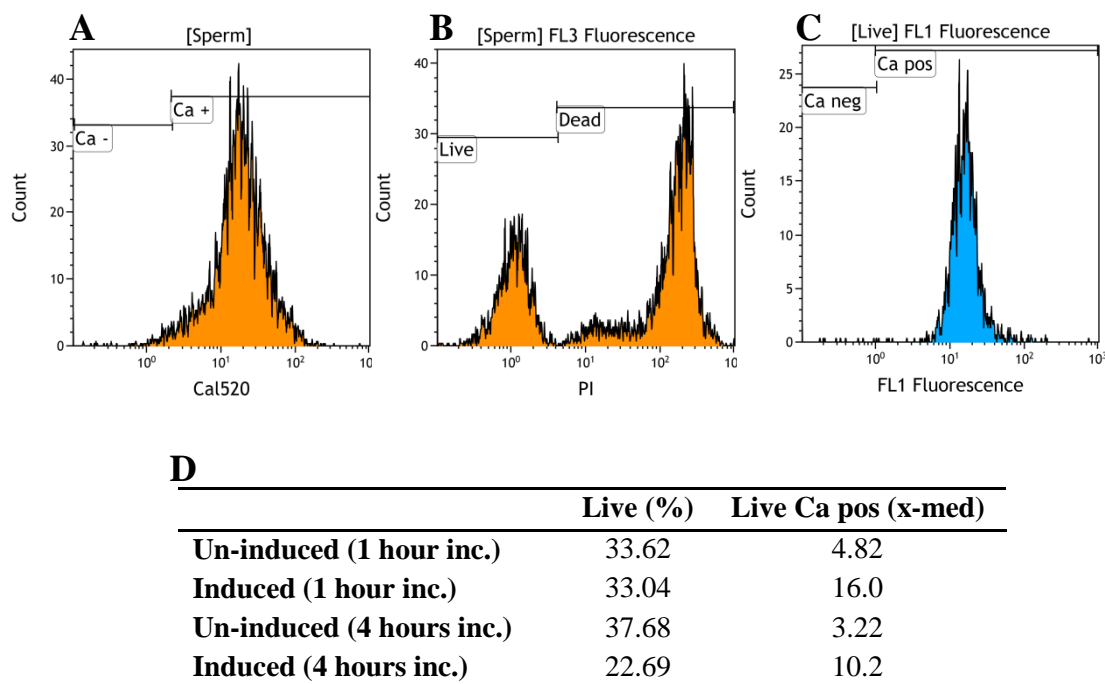 A
[Sperm]
40
30
20
10
0
Count
Ca -
Ca +
10⁰
10¹
10²
10
Cal520
B
[Sperm] FL3 Fluorescence
30
20
10
0
Count
Live
Dead
10⁰
10¹
10²
10
PI
C
[Live] FL1 Fluorescence
25
20
15
10
5
0
Count
Ca neg
Ca pos
10⁰
10¹
10²
10³
FL1 Fluorescence
D
Live (%) Live Ca pos (x-med)
Un-induced (1 hour inc.) 33.62 4.82
Induced (1 hour inc.) 33.04 16.0
Un-induced (4 hours inc.) 37.68 3.22
Induced (4 hours inc.) 22.69 10.2